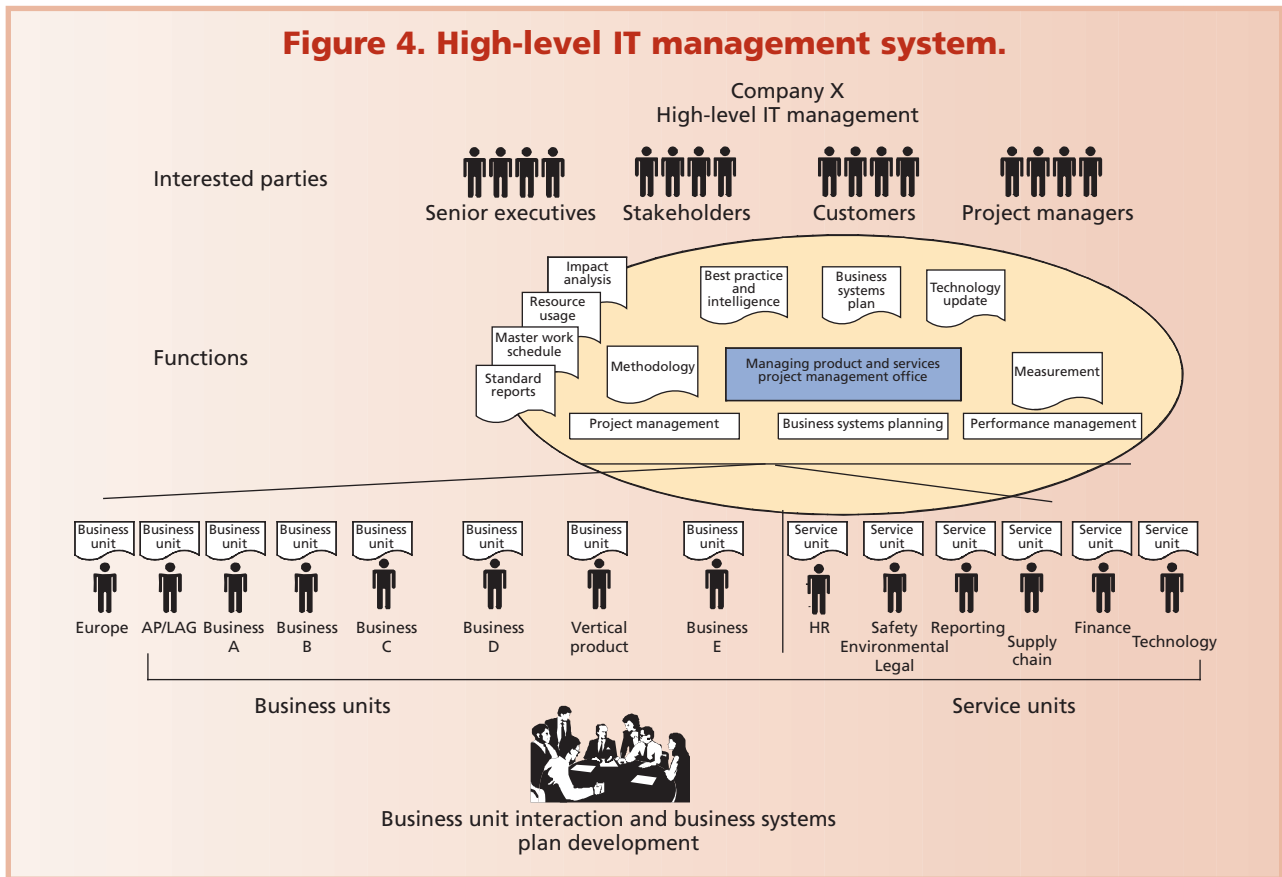 Figure 4. High-level IT management system.
Company X
High-level IT management
Interested parties
Senior executives
Stakeholders
Customers
Project managers
Functions
Impact
analysis
Resource
usage
Master work
schedule
Standard
reports
Best practice
and
intelligence
Business
systems
plan
Technology
update
Methodology
Managing product and services
project management office
Measurement
Project management
Business systems planning
Performance management
Business
unit
Business
unit
Business
unit
Business
unit
Business
unit
Business
unit
Business
unit
Business
unit
Service
unit
Service
unit
Service
unit
Service
unit
Service
unit
Service
unit
Europe
AP/LAG
Business
A
Business
B
Business
C
Business
D
Vertical
product
Business
E
HR
Safety
Environmental
Legal
Reporting
Supply
chain
Finance
Technology
Business units
Service units
Business unit interaction and business systems
plan development